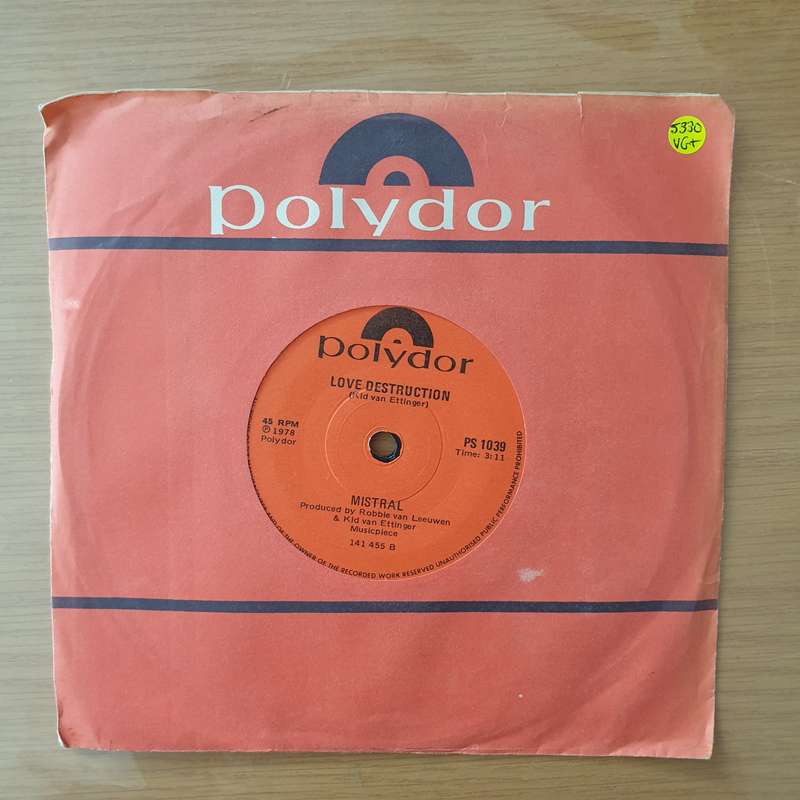 5330
VG+
polydor
polydor
LOVE DESTRUCTION
(Kid van Ettinger)
45 RPM
℗ 1978
Polydor
PS 1039
Time: 3:11
MISTRAL
Produced by Robbie van Leeuwen
& Kid van Ettinger
Musicpiece
141 455 B
OF THE OWNER OF THE RECORDED WORK RESERVED UNAUTHORISED PUBLIC PERFORMANCE PROHIBITED